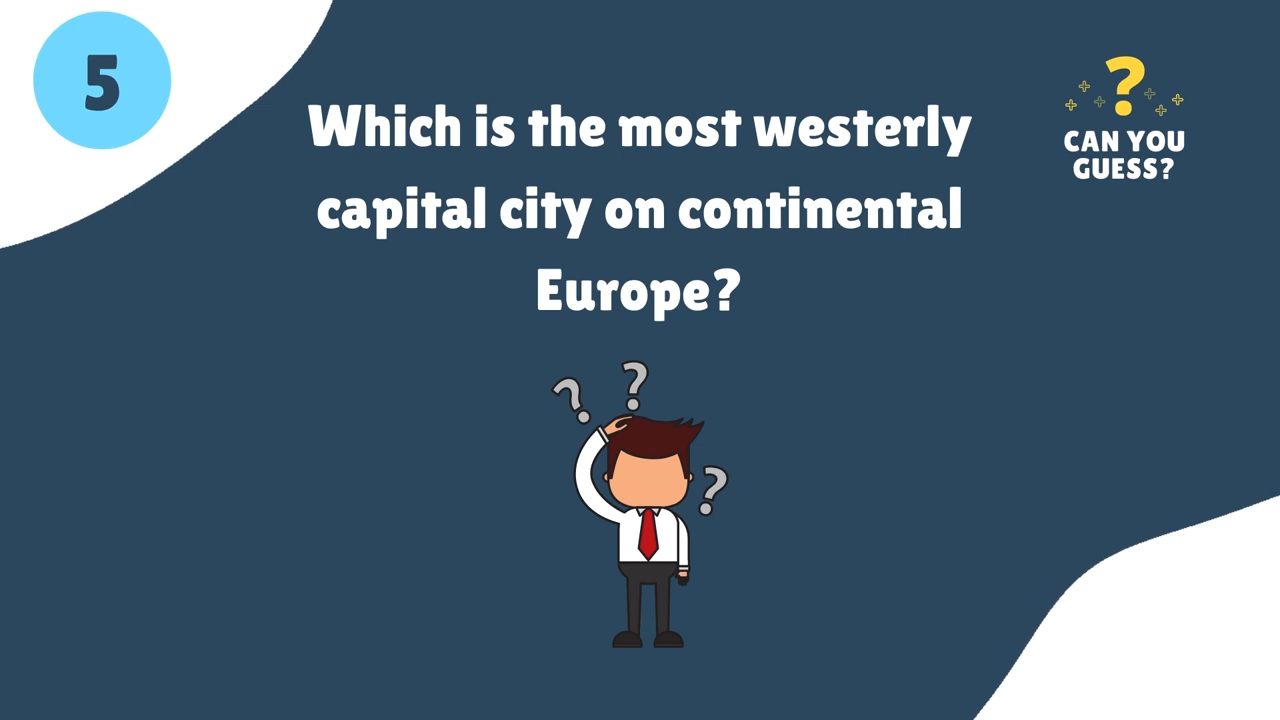 5
Which is the most westerly
capital city on continental
Europe?
?
CAN YOU
GUESS?
? ? ?